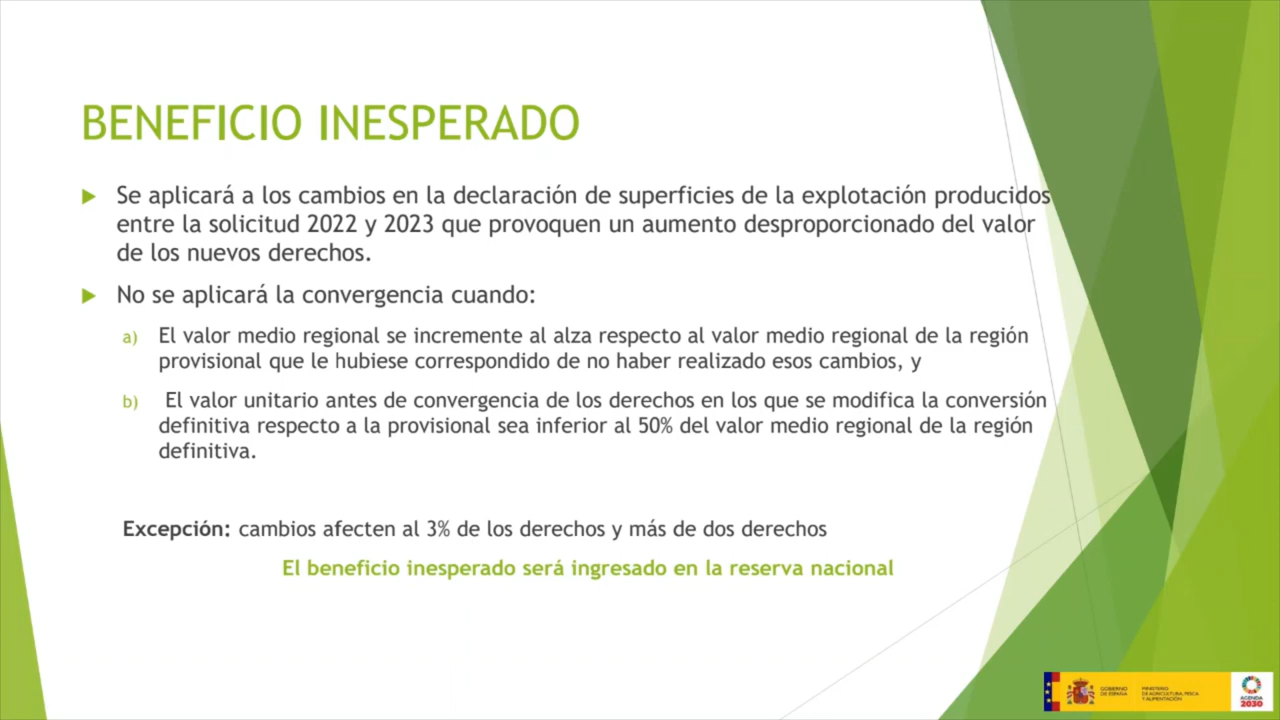 BENEFICIO INESPERADO
Se aplicará a los cambios en la declaración de superficies de la explotación producidos
entre la solicitud 2022 y 2023 que provoquen un aumento desproporcionado del valor
de los nuevos derechos.
No se aplicará la convergencia cuando:
a) El valor medio regional se incremente al alza respecto al valor medio regional de la región
provisional que le hubiese correspondido de no haber realizado esos cambios, y
b) El valor unitario antes de convergencia de los derechos en los que se modifica la conversión
definitiva respecto a la provisional sea inferior al 50% del valor medio regional de la región
definitiva.
Excepción: cambios afecten al 3% de los derechos y más de dos derechos
El beneficio inesperado será ingresado en la reserva nacional
GOBIERNO
DE ESPAÑA
MINISTERIO
DE AGRICULTURA, PESCA
Y ALIMENTACIÓN
AGENDA
2030